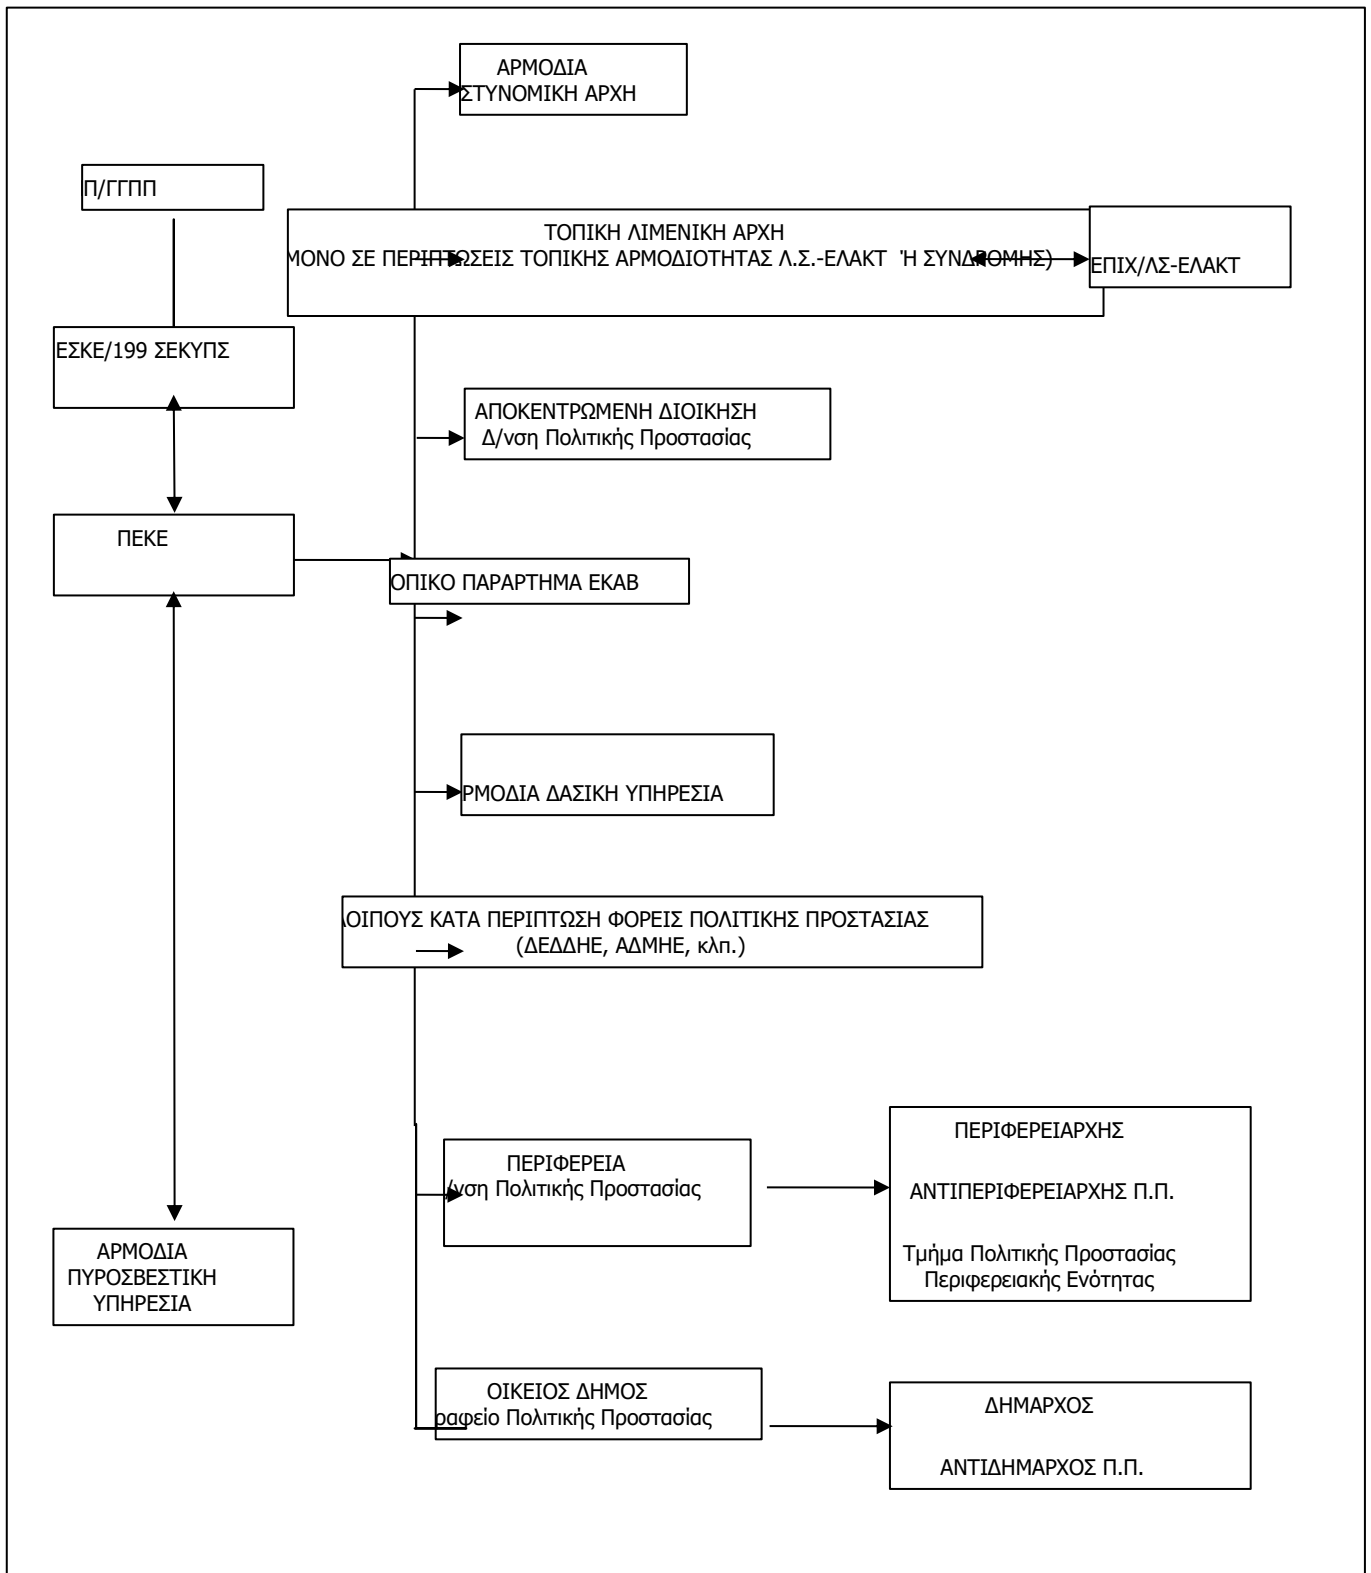 ΑΡΜΟΔΙΑ
ΣΤΥΝΟΜΙΚΗ ΑΡΧΗ
Π/ΓΓΠΠ
ΤΟΠΙΚΗ ΛΙΜΕΝΙΚΗ ΑΡΧΗ
ΜΟΝΟ ΣΕ ΠΕΡΙΠΤΩΣΕΙΣ ΤΟΠΙΚΗΣ ΑΡΜΟΔΙΟΤΗΤΑΣ Λ.Σ.-ΕΛΑΚΤ Ή ΣΥΝΔΡΟΜΗΣ)
ΕΠΙΧ/ΛΣ-ΕΛΑΚΤ
ΕΣΚΕ/199 ΣΕΚΥΠΣ
ΑΠΟΚΕΝΤΡΩΜΕΝΗ ΔΙΟΙΚΗΣΗ
Δ/νση Πολιτικής Προστασίας
ΠΕΚΕ
ΟΠΙΚΟ ΠΑΡΑΡΤΗΜΑ ΕΚΑΒ
ΡΜΟΔΙΑ ΔΑΣΙΚΗ ΥΠΗΡΕΣΙΑ
ΛΟΙΠΟΥΣ ΚΑΤΑ ΠΕΡΙΠΤΩΣΗ ΦΟΡΕΙΣ ΠΟΛΙΤΙΚΗΣ ΠΡΟΣΤΑΣΙΑΣ
(ΔΕΔΔΗΕ, ΑΔΜΗΕ, κλπ.)
ΠΕΡΙΦΕΡΕΙΑ
/νση Πολιτικής Προστασίας
ΠΕΡΙΦΕΡΕΙΑΡΧΗΣ
ΑΝΤΙΠΕΡΙΦΕΡΕΙΑΡΧΗΣ Π.Π.
Τμήμα Πολιτικής Προστασίας
Περιφερειακής Ενότητας
ΑΡΜΟΔΙΑ
ΠΥΡΟΣΒΕΣΤΙΚΗ
ΥΠΗΡΕΣΙΑ
ΟΙΚΕΙΟΣ ΔΗΜΟΣ
ραφείο Πολιτικής Προστασίας
ΔΗΜΑΡΧΟΣ
ΑΝΤΙΔΗΜΑΡΧΟΣ Π.Π.